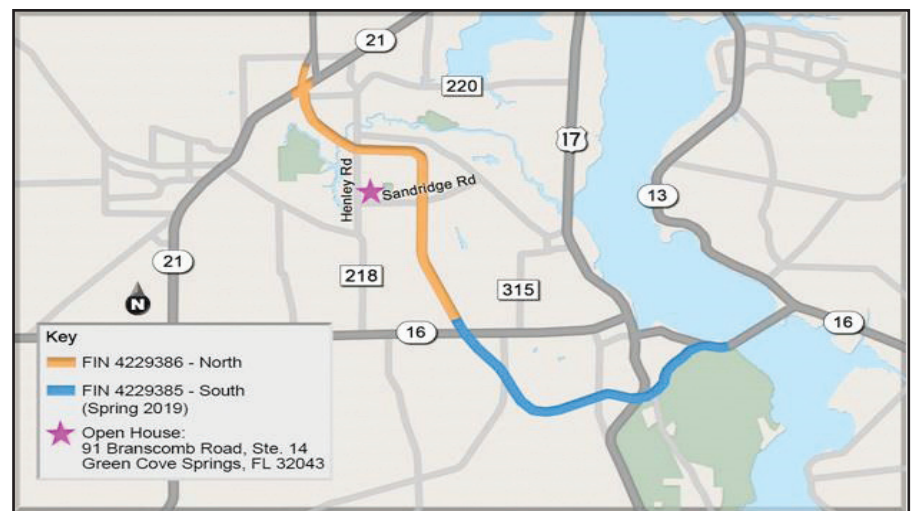 21
220
17
Henley Rd
Sandridge Rd
13
21
218
315
N
16
16
Key
FIN 4229386 - North
FIN 4229385 - South
(Spring 2019)
Open House:
91 Branscomb Road, Ste. 14
Green Cove Springs, FL 32043